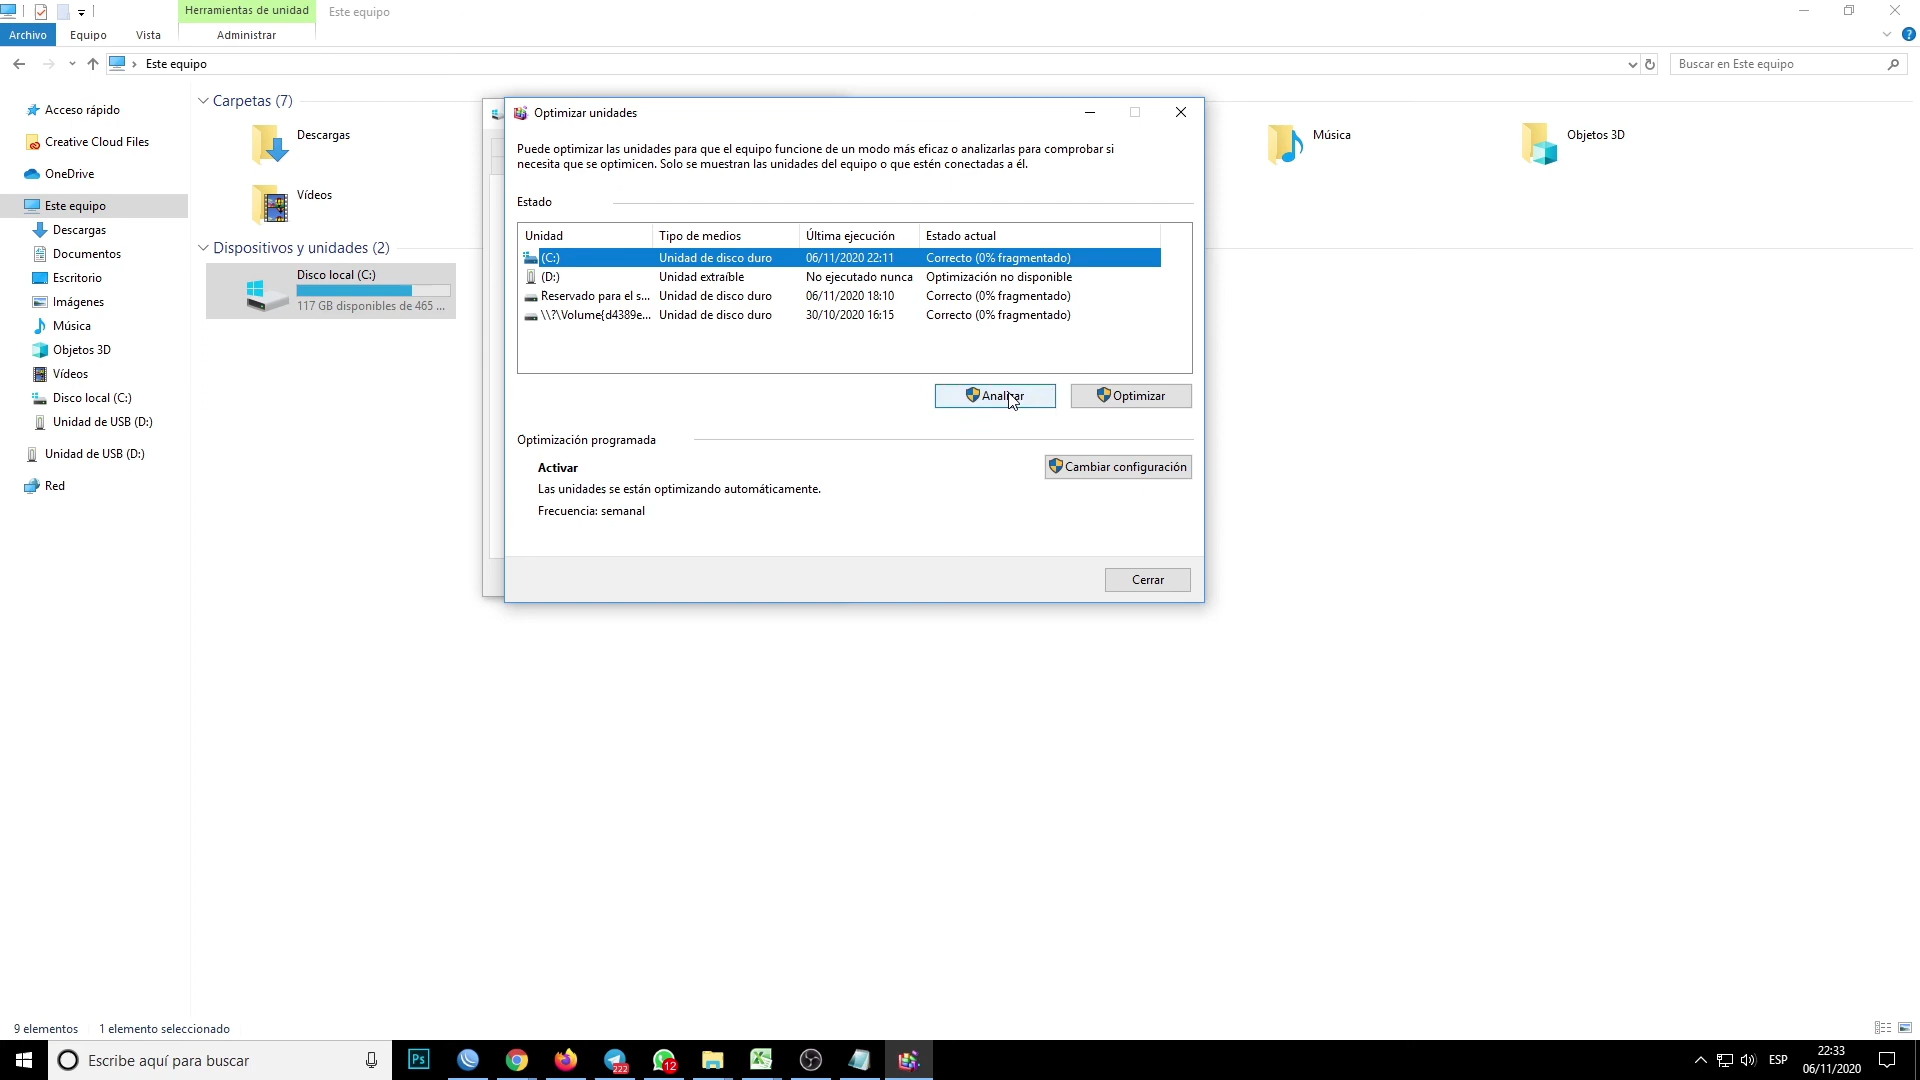 Herramientas de unidad
Este equipo
Archivo
Equipo
Vista
Administrar
Este equipo
Buscar en Este equipo
Acceso rápido
Creative Cloud Files
OneDrive
Este equipo
Descargas
Documentos
Escritorio
Imágenes
Música
Objetos 3D
Vídeos
Disco local (C:)
Unidad de USB (D:)
Unidad de USB (D:)
Red
Carpetas (7)
Descargas
Vídeos
Música
Objetos 3D
Dispositivos y unidades (2)
Disco local (C:)
117 GB disponibles de 465 ...
Optimizar unidades
Puede optimizar las unidades para que el equipo funcione de un modo más eficaz o analizarlas para comprobar si
necesita que se optimicen. Solo se muestran las unidades del equipo o que estén conectadas a él.
Estado
Unidad Tipo de medios Última ejecución Estado actual
(C:) Unidad de disco duro 06/11/2020 22:11 Correcto (0% fragmentado)
(D:) Unidad extraíble No ejecutado nunca Optimización no disponible
Reservado para el s... Unidad de disco duro 06/11/2020 18:10 Correcto (0% fragmentado)
\\?\Volume{d4389e... Unidad de disco duro 30/10/2020 16:15 Correcto (0% fragmentado)
Analizar
Optimizar
Optimización programada
Activar
Cambiar configuración
Las unidades se están optimizando automáticamente.
Frecuencia: semanal
Cerrar
9 elementos
1 elemento seleccionado
Escribe aquí para buscar
Ps
222
12
ESP
22:33
06/11/2020